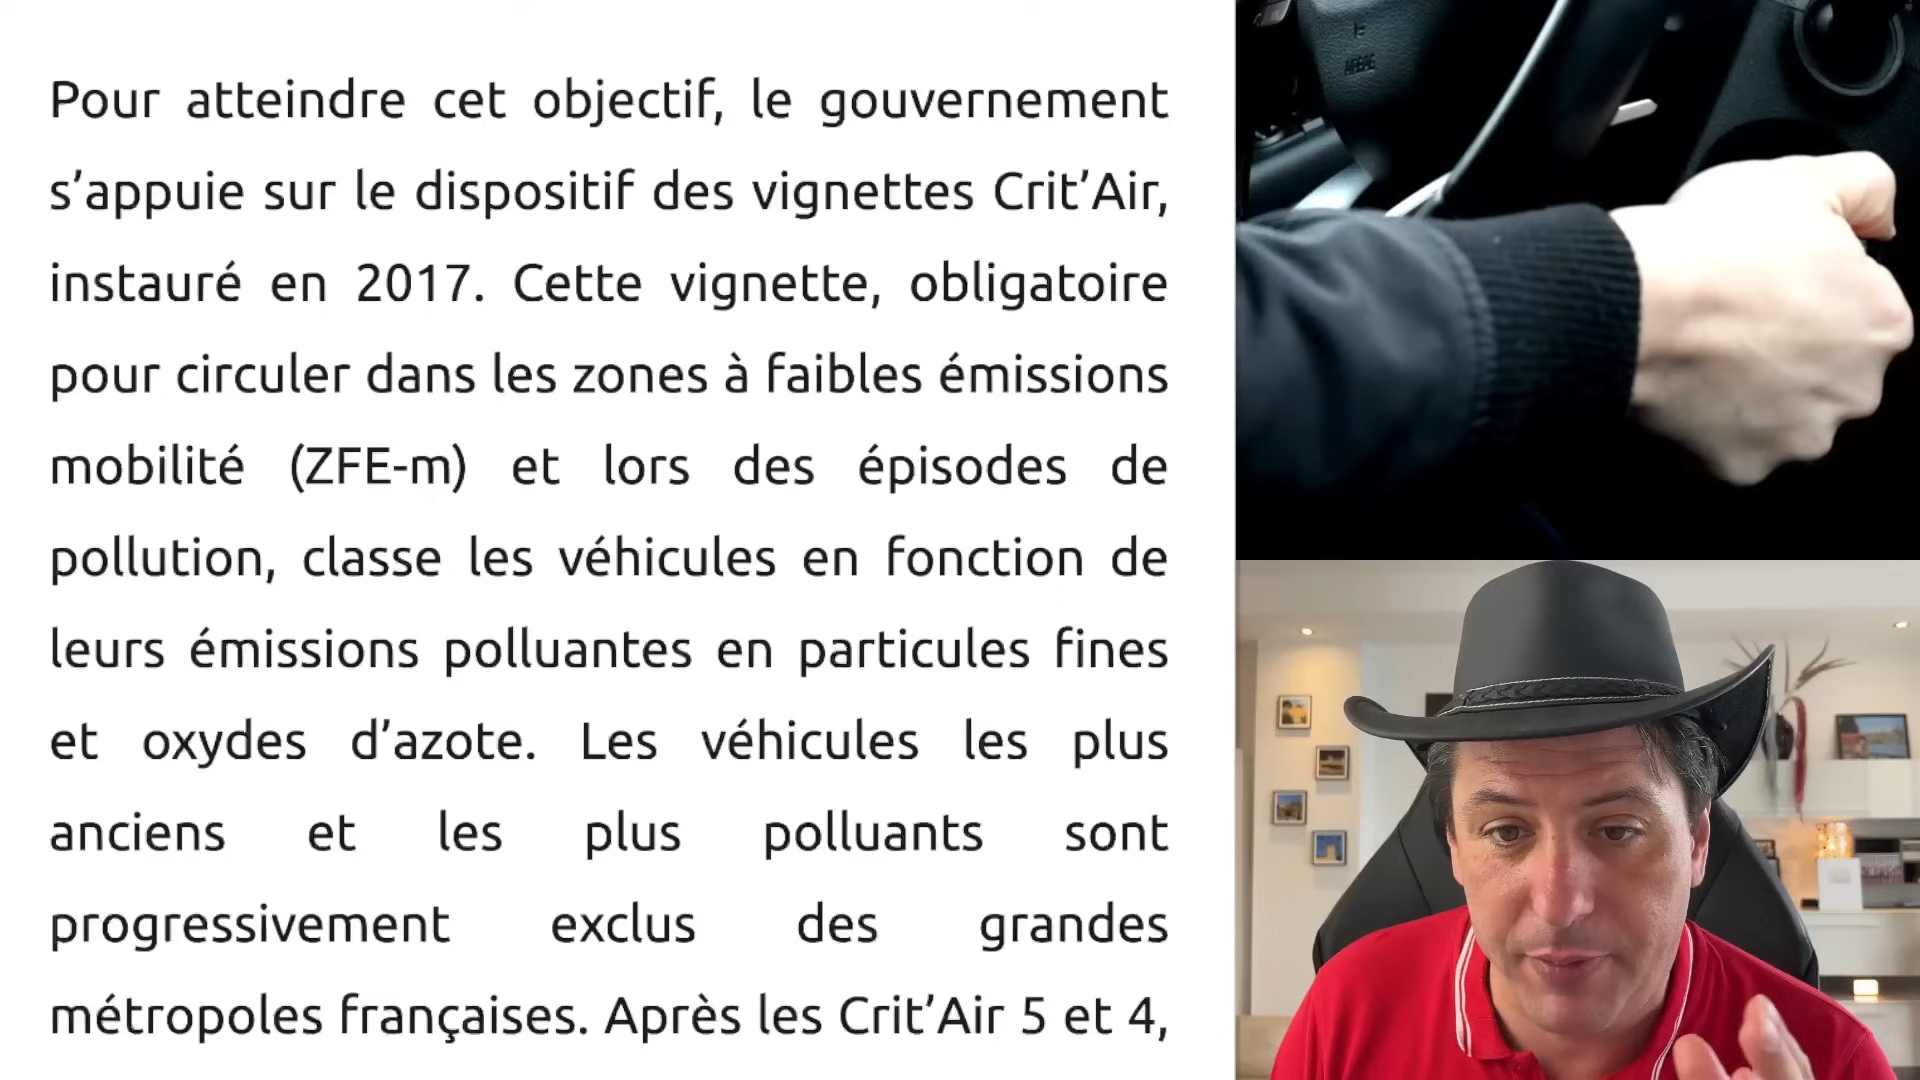 Pour atteindre cet objectif, le gouvernement
s’appuie sur le dispositif des vignettes Crit’Air,
instauré en 2017. Cette vignette, obligatoire
pour circuler dans les zones à faibles émissions
mobilité (ZFE-m) et lors des épisodes de
pollution, classe les véhicules en fonction de
leurs émissions polluantes en particules fines
et oxydes d’azote. Les véhicules les plus
anciens et les plus polluants sont
progressivement exclus des grandes
métropoles françaises. Après les Crit’Air 5 et 4,
AIRBAG